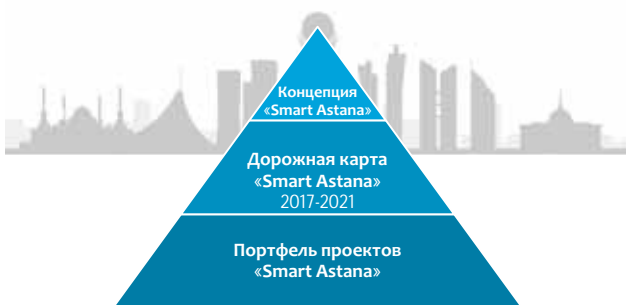 Концепция
«Smart Astana»
Дорожная карта
«Smart Astana»
2017-2021
Портфель проектов
«Smart Astana»